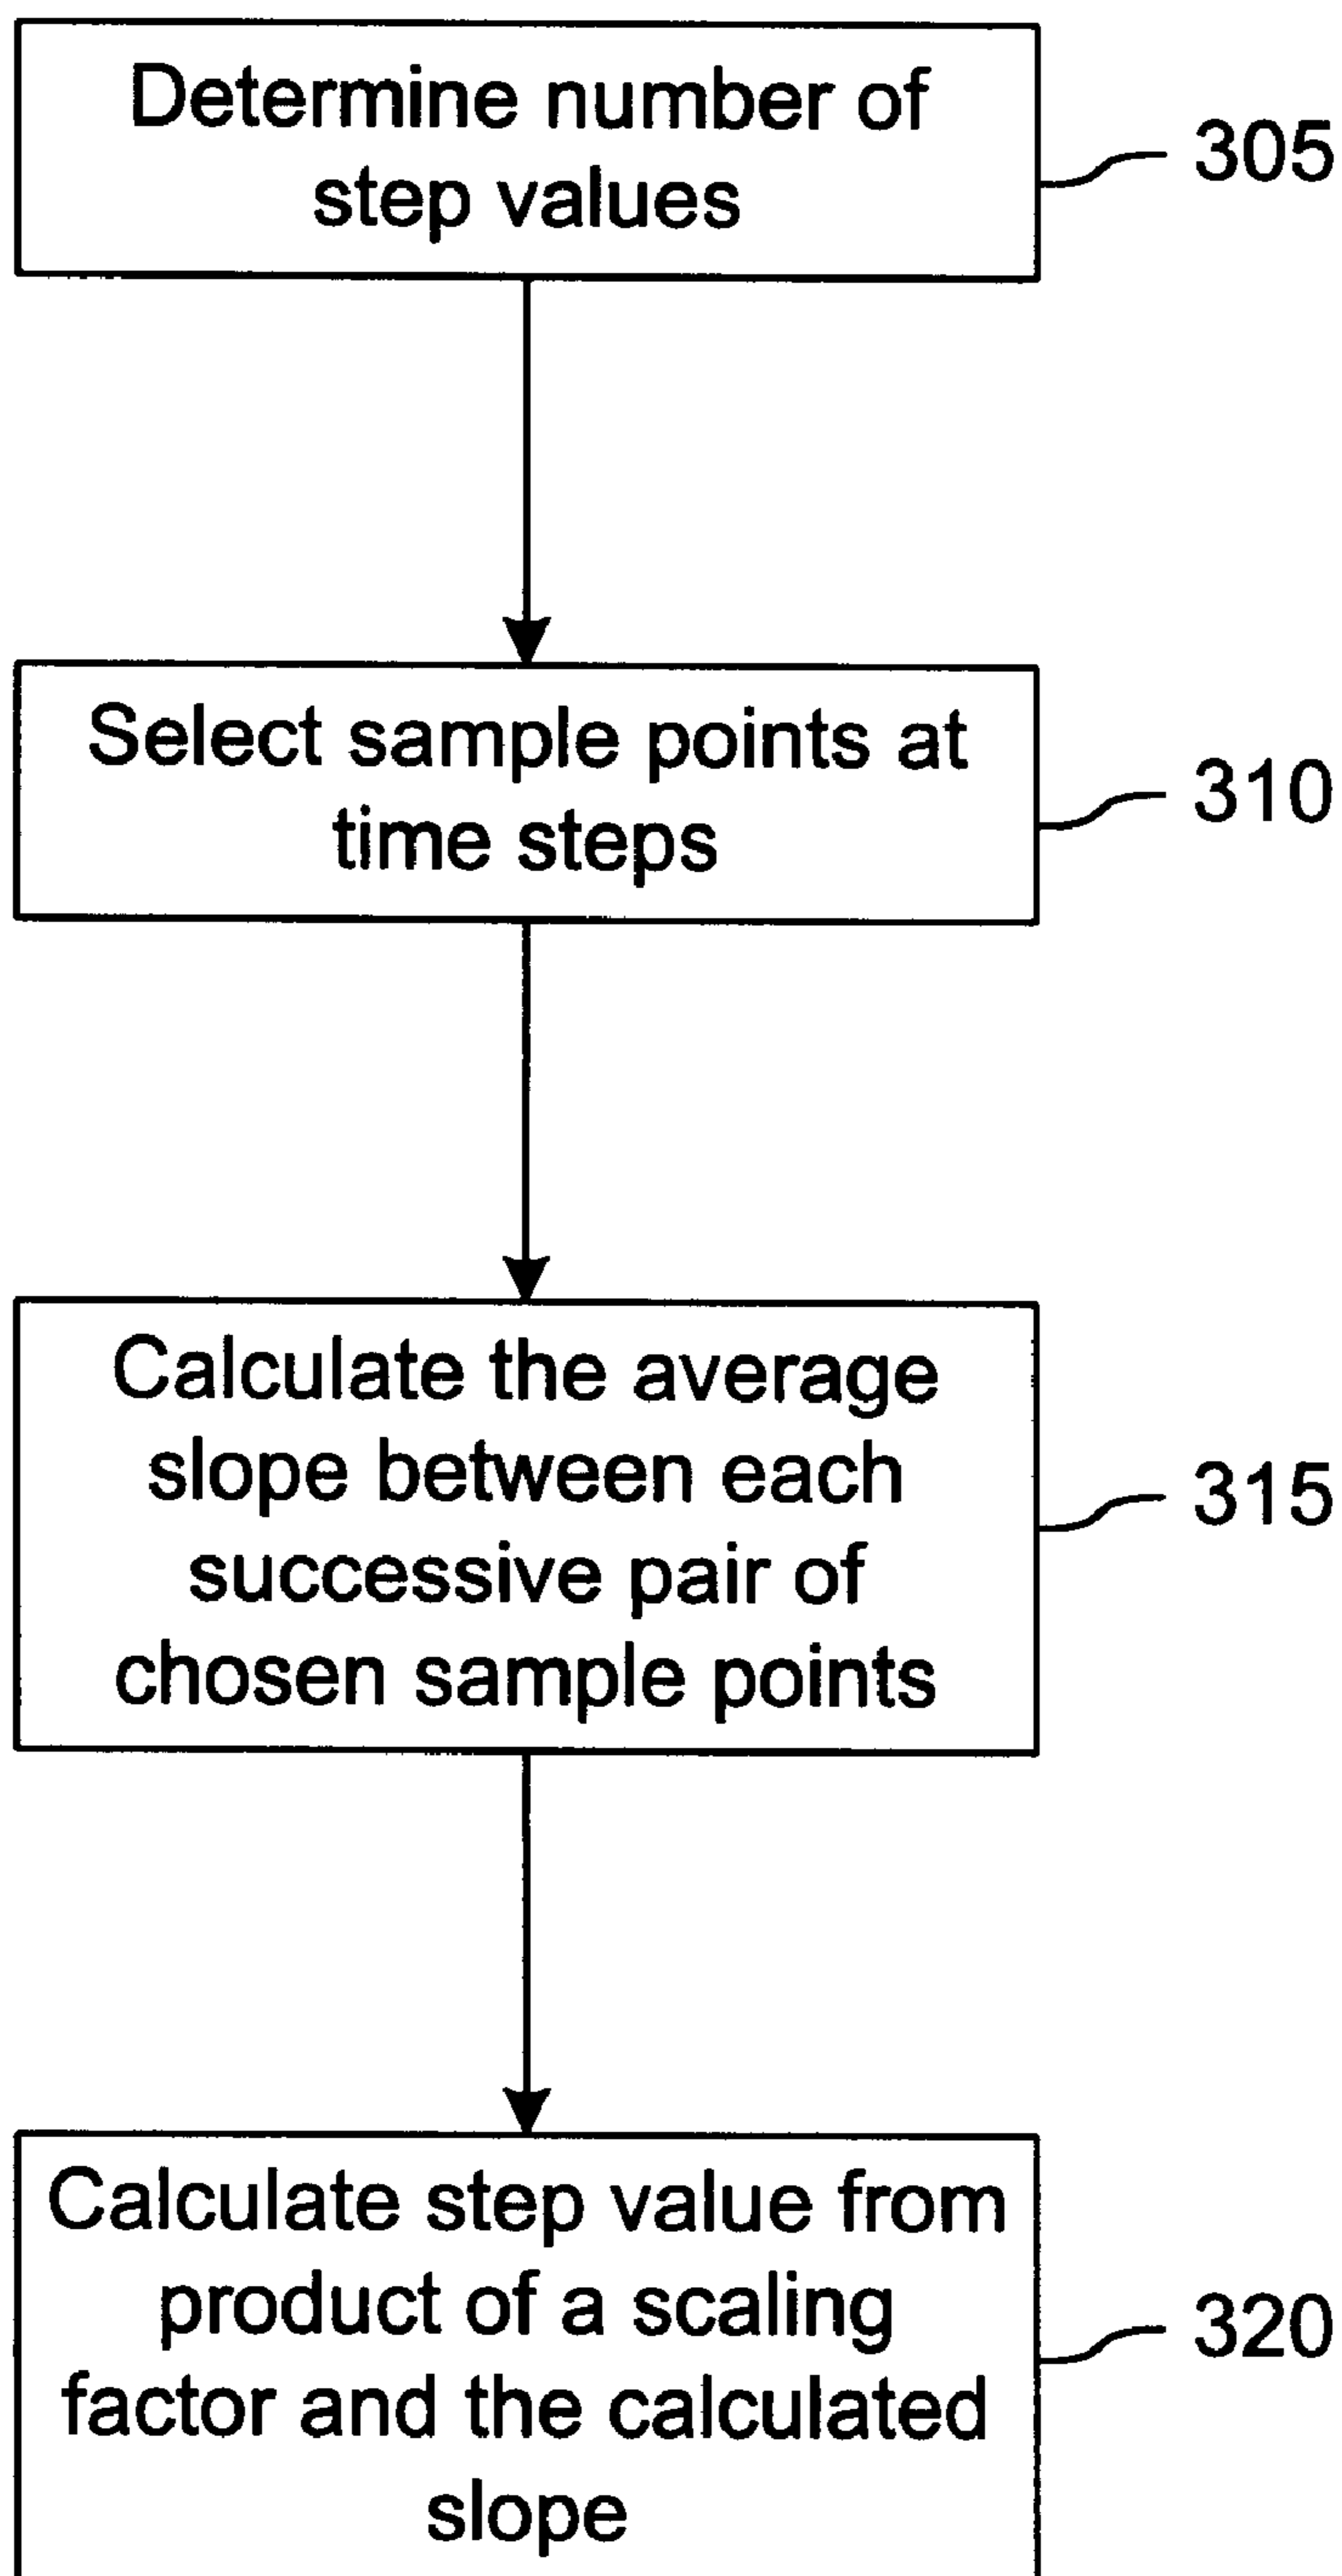 Determine number of
step values
305
Select sample points at
time steps
310
Calculate the average
slope between each
successive pair of
chosen sample points
315
Calculate step value from
product of a scaling
factor and the calculated
slope
320